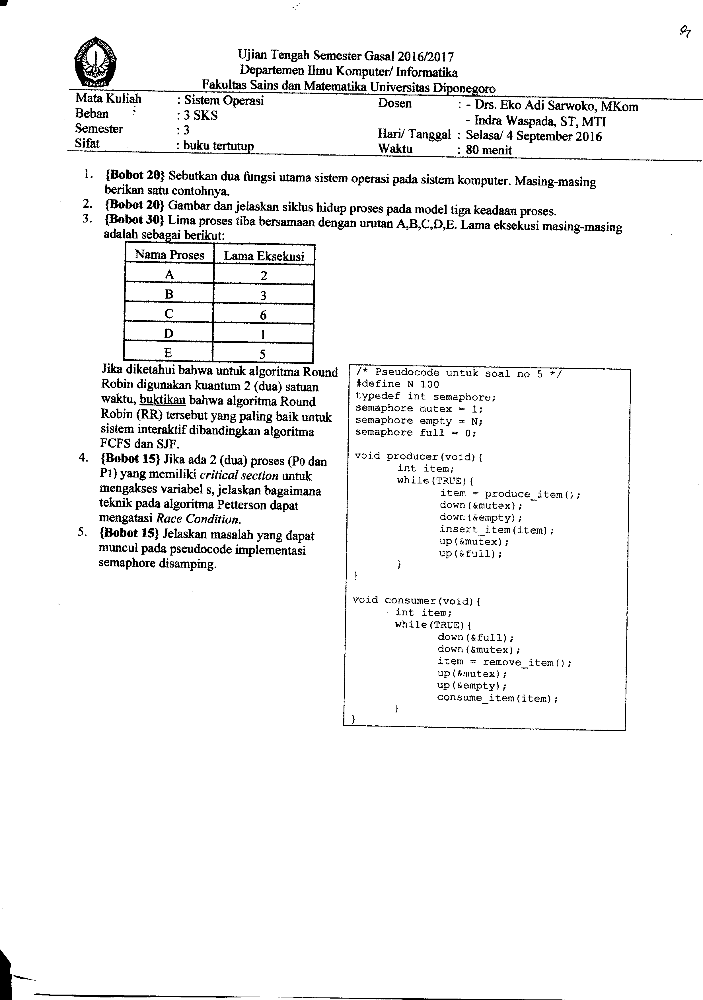 UNIVERSITAS DIPONEGORO
SEMARANG
Ujian Tengah Semester Gasal 2016/2017
Departemen Ilmu Komputer/ Informatika
Fakultas Sains dan Matematika Universitas Diponegoro
Mata Kuliah : Sistem Operasi
Beban : 3 SKS
Semester : 3
Sifat : buku tertutup
Dosen : - Drs. Eko Adi Sarwoko, MKom
- Indra Waspada, ST, MTI
Hari/ Tanggal : Selasa/ 4 September 2016
Waktu : 80 menit
1. {Bobot 20} Sebutkan dua fungsi utama sistem operasi pada sistem komputer. Masing-masing
berikan satu contohnya.
2. {Bobot 20} Gambar dan jelaskan siklus hidup proses pada model tiga keadaan proses.
3. {Bobot 30} Lima proses tiba bersamaan dengan urutan A,B,C,D,E. Lama eksekusi masing-masing
adalah sebagai berikut:
Nama Proses Lama Eksekusi
A 2
B 3
C 6
D 1
E 5
Jika diketahui bahwa untuk algoritma Round
Robin digunakan kuantum 2 (dua) satuan
waktu, buktikan bahwa algoritma Round
Robin (RR) tersebut yang paling baik untuk
sistem interaktif dibandingkan algoritma
FCFS dan SJF.
4. {Bobot 15} Jika ada 2 (dua) proses (P0 dan
P1) yang memiliki critical section untuk
mengakses variabel s, jelaskan bagaimana
teknik pada algoritma Petterson dapat
mengatasi Race Condition.
5. {Bobot 15} Jelaskan masalah yang dapat
muncul pada pseudocode implementasi
semaphore disamping.
/* Pseudocode untuk soal no 5 */
#define N 100
typedef int semaphore;
semaphore mutex = 1;
semaphore empty = N;
semaphore full = 0;
void producer(void){
int item;
while(TRUE){
item = produce_item();
down(&mutex);
down(&empty);
insert_item(item);
up(&mutex);
up(&full);
}
}
void consumer(void){
int item;
while(TRUE){
down(&full);
down(&mutex);
item = remove_item();
up(&mutex);
up(&empty);
consume_item(item);
}
}